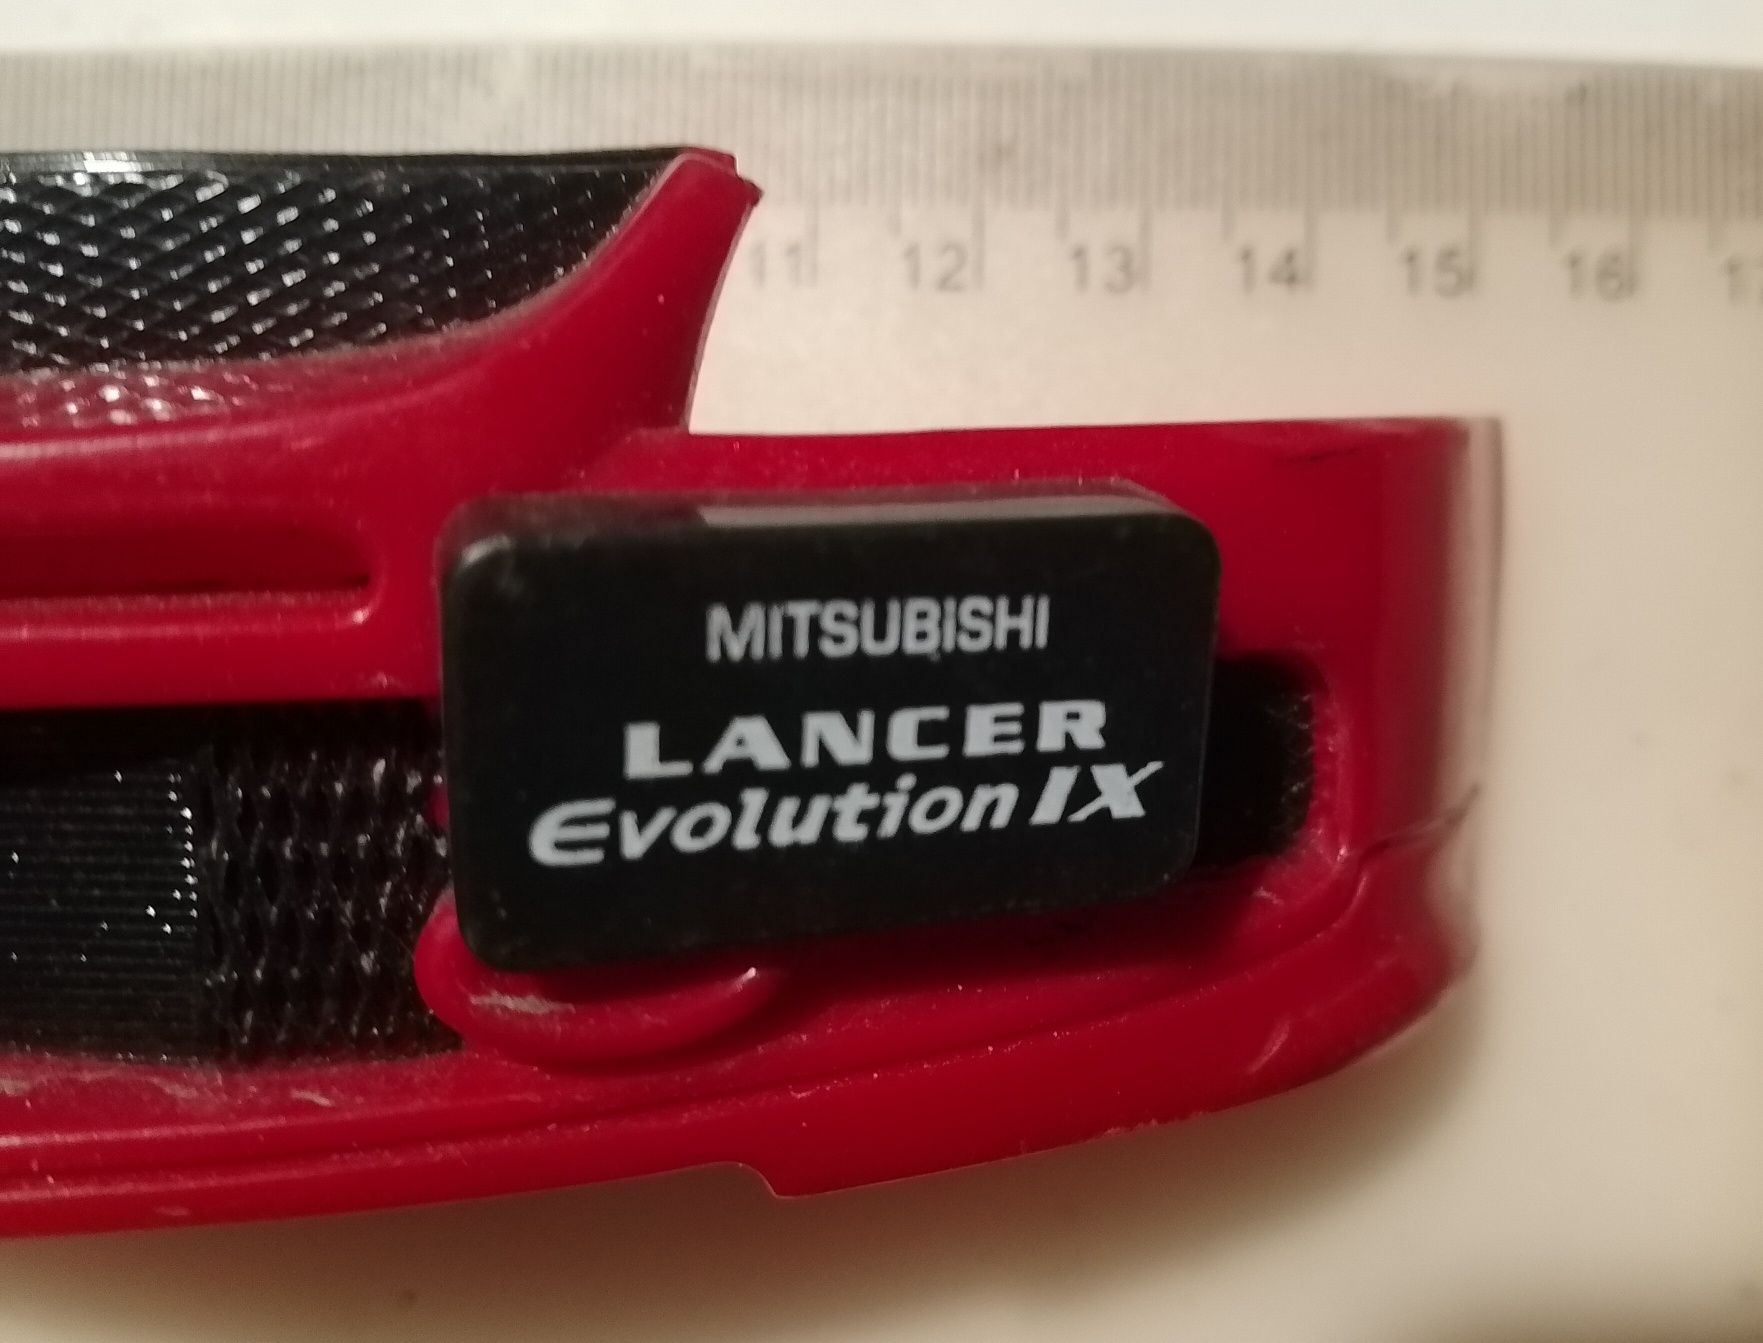 11 12 13 14 15 16
MITSUBISHI
LANCER
Evolution IX